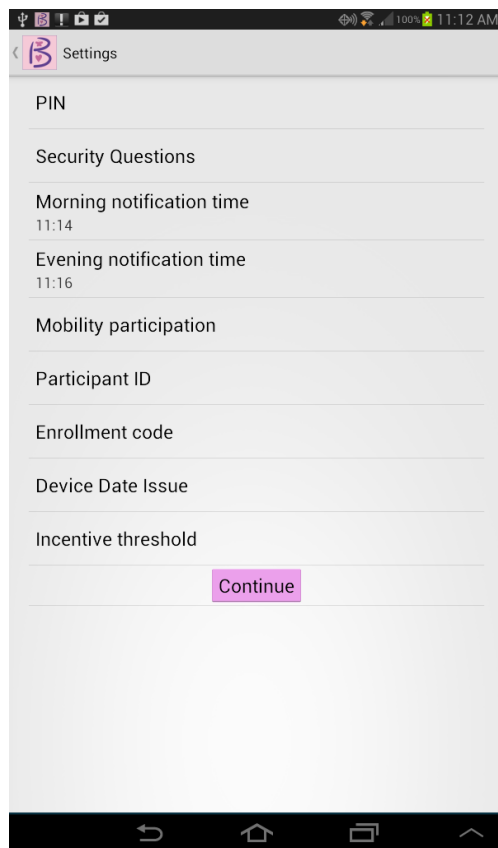 100% 11:12 AM
Settings
PIN
Security Questions
Morning notification time
11:14
Evening notification time
11:16
Mobility participation
Participant ID
Enrollment code
Device Date Issue
Incentive threshold
Continue